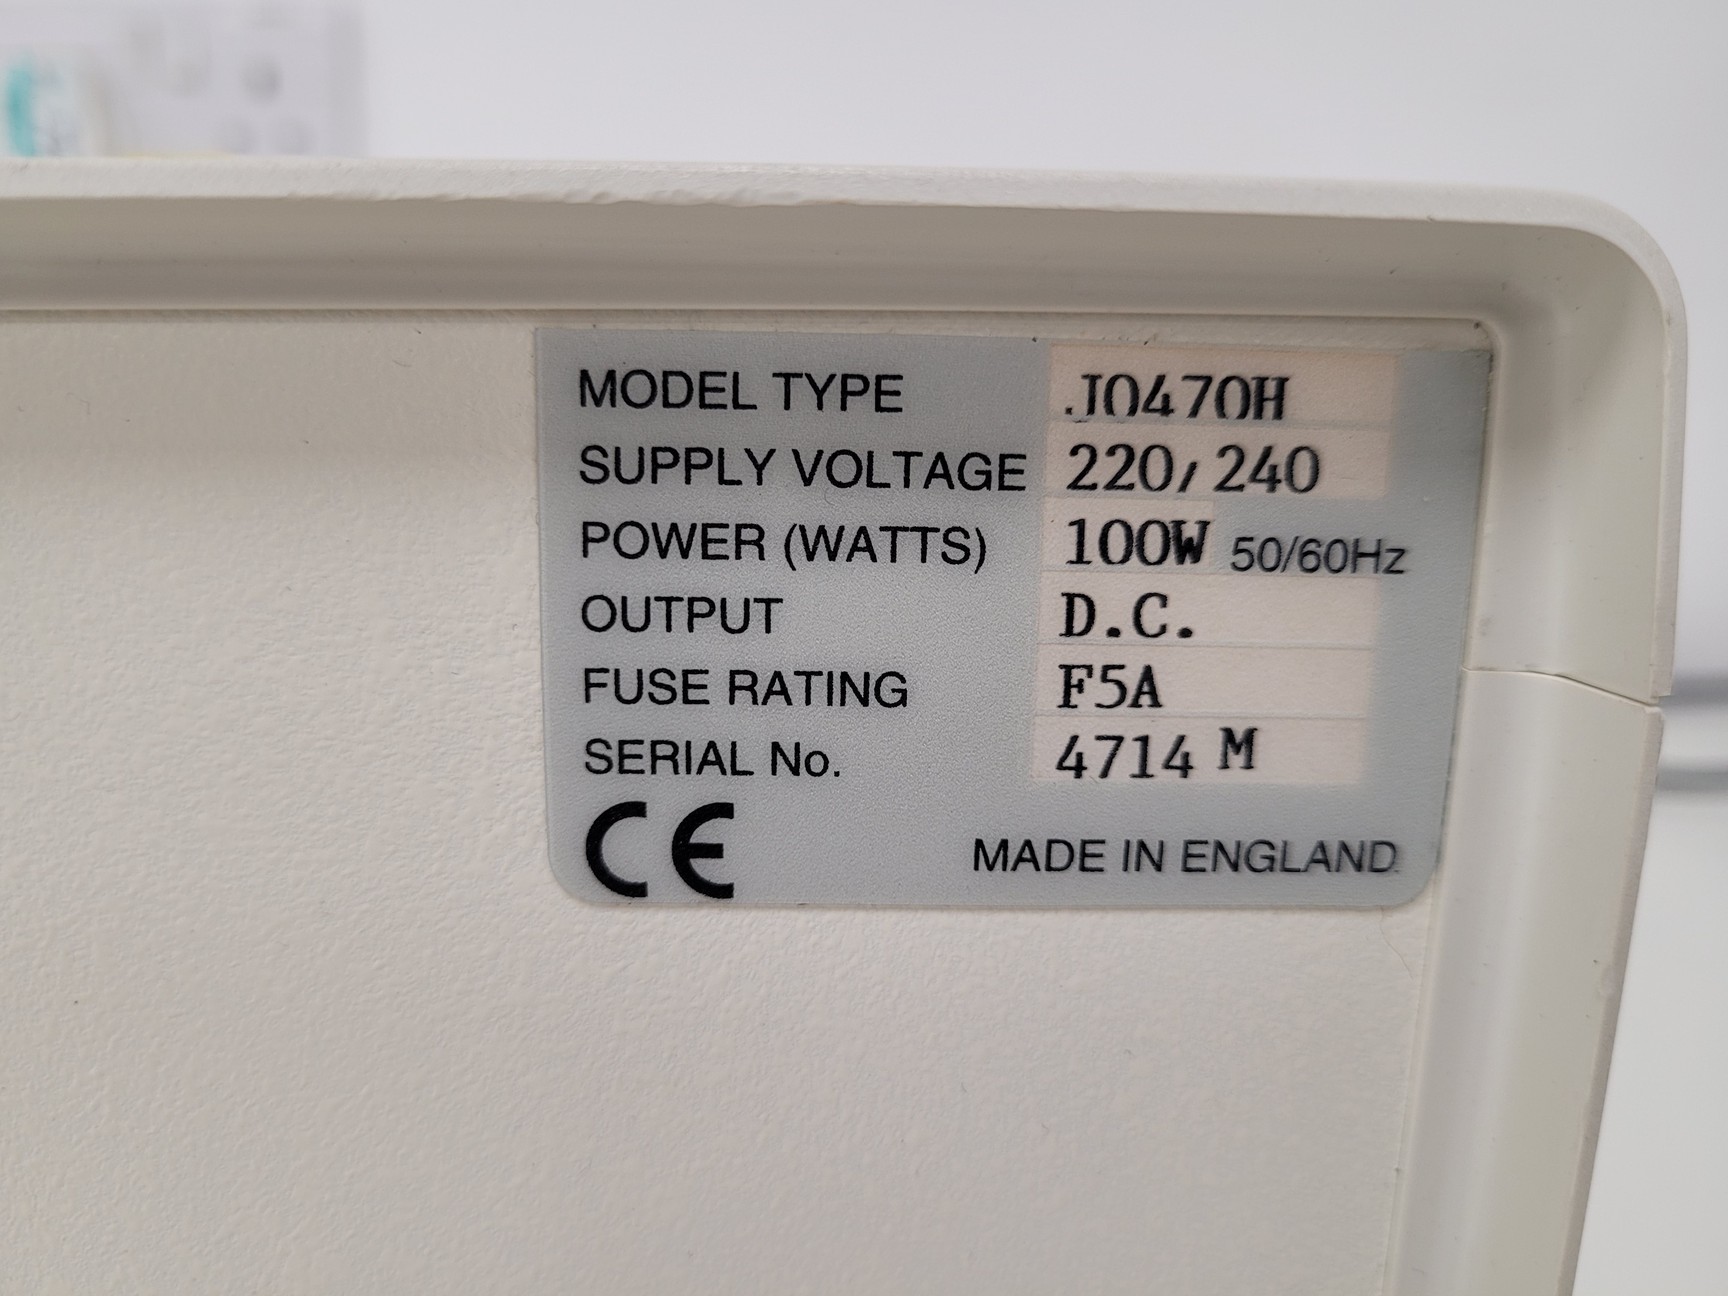 MODEL TYPE J0470H
SUPPLY VOLTAGE 220/240
POWER (WATTS) 100W 50/60Hz
OUTPUT D.C.
FUSE RATING F5A
SERIAL No. 4714 M
CE MADE IN ENGLAND